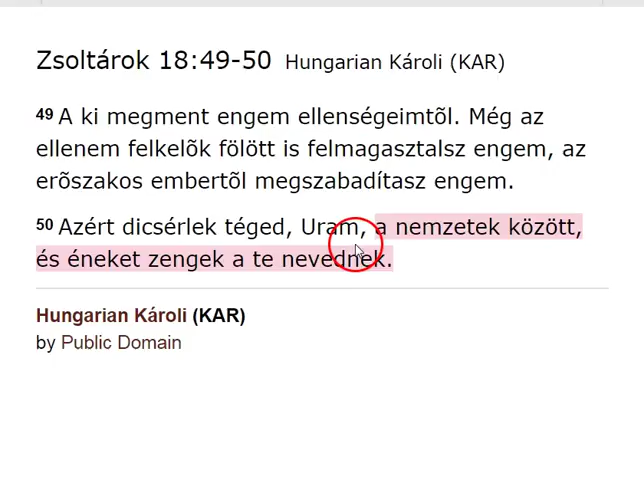 Zsoltárok 18:49-50 Hungarian Károli (KAR)
49 A ki megment engem ellenségeimtõl. Még az
ellenem felkelõk fölött is felmagasztalsz engem, az
erõszakos embertõl megszabadítasz engem.
50 Azért dicsérlek téged, Uram, a nemzetek között,
és éneket zengek a te nevednek.
Hungarian Károli (KAR)
by Public Domain